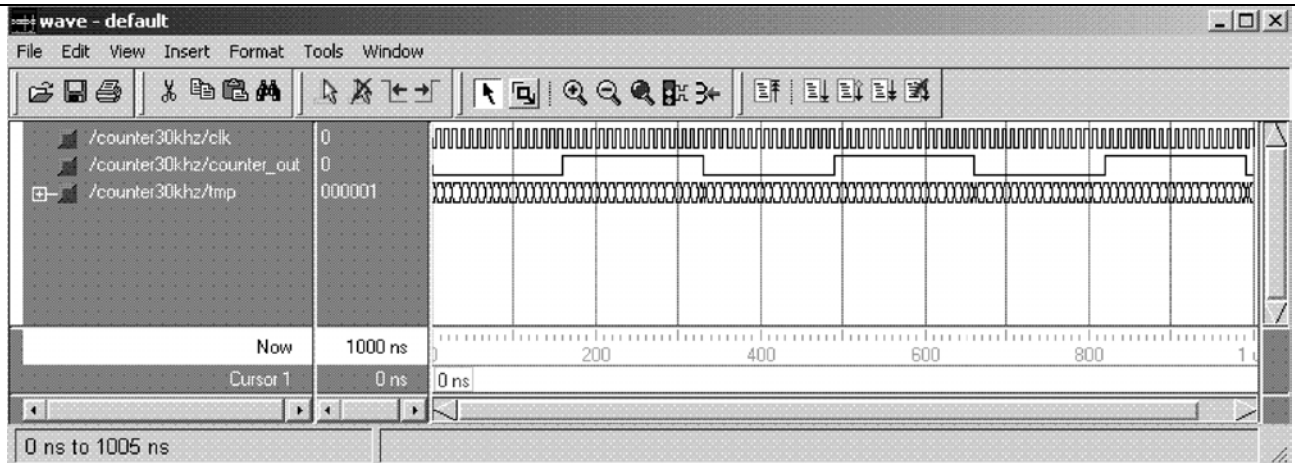 wave - default
File Edit View Insert Format Tools Window
/counter30khz/clk 0
/counter30khz/counter_out 0
/counter30khz/tmp 000001
Now 1000 ns 200 400 600 800
Cursor 1 0 ns 0 ns
0 ns to 1005 ns